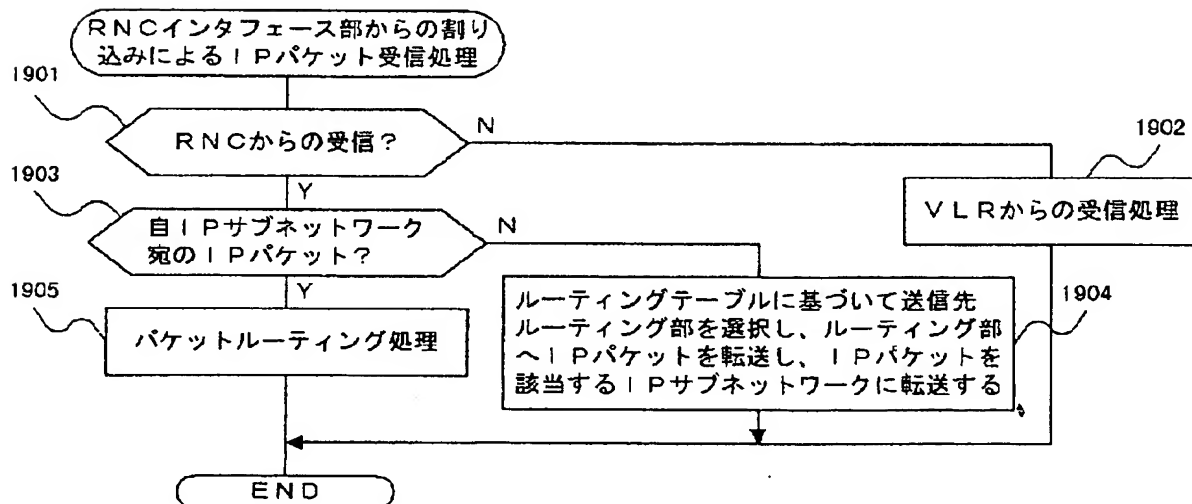 RNCインタフェース部からの割り
込みによるIPパケット受信処理
1901
RNCからの受信?
N
1902
Y
VLRからの受信処理
1903
自IPサブネットワーク
宛のIPパケット?
N
Y
1905
パケットルーティング処理
1904
ルーティングテーブルに基づいて送信先
ルーティング部を選択し、ルーティング部
へIPパケットを転送し、IPパケットを
該当するIPサブネットワークに転送する
END